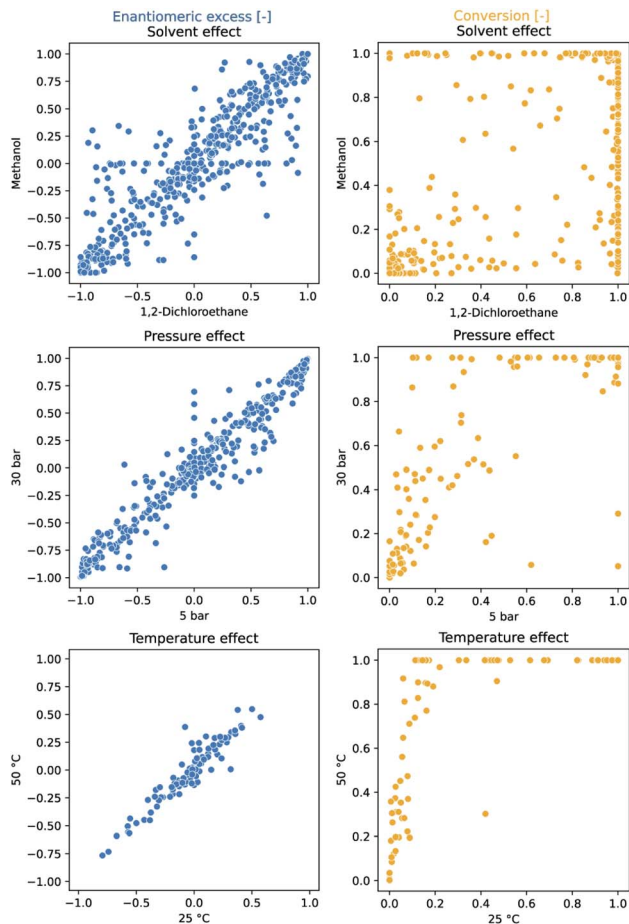 Enantiomeric excess [-]
Solvent effect
Methanol
1.00
0.75
0.50
0.25
0.00
−0.25
−0.50
−0.75
−1.00
−1.0 −0.5 0.0 0.5 1.0
1,2-Dichloroethane
Conversion [-]
Solvent effect
Methanol
1.0
0.8
0.6
0.4
0.2
0.0
0.0 0.2 0.4 0.6 0.8 1.0
1,2-Dichloroethane
Pressure effect
30 bar
1.00
0.75
0.50
0.25
0.00
−0.25
−0.50
−0.75
−1.00
−1.0 −0.5 0.0 0.5 1.0
5 bar
Pressure effect
30 bar
1.0
0.8
0.6
0.4
0.2
0.0
0.0 0.2 0.4 0.6 0.8 1.0
5 bar
Temperature effect
50 °C
1.00
0.75
0.50
0.25
0.00
−0.25
−0.50
−0.75
−1.00
−1.0 −0.5 0.0 0.5 1.0
25 °C
Temperature effect
50 °C
1.0
0.8
0.6
0.4
0.2
0.0
0.0 0.2 0.4 0.6 0.8 1.0
25 °C